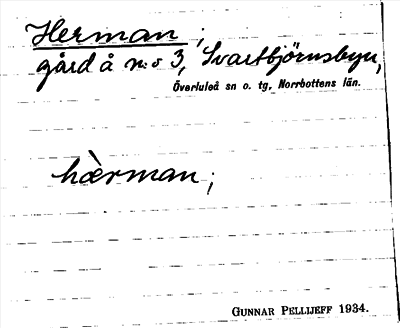 Herman ;
gård å n:o 3, Svartbjörnsbyn,
Överluleå sn o. tg, Norrbottens län.
hærman ;
GUNNAR PELLIJEFF 1934.